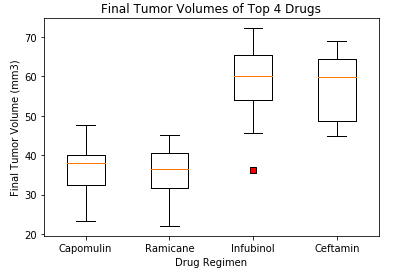 Final Tumor Volumes of Top 4 Drugs
Final Tumor Volume (mm3)
70
60
50
40
30
20
Capomulin Ramicane Infubinol Ceftamin
Drug Regimen